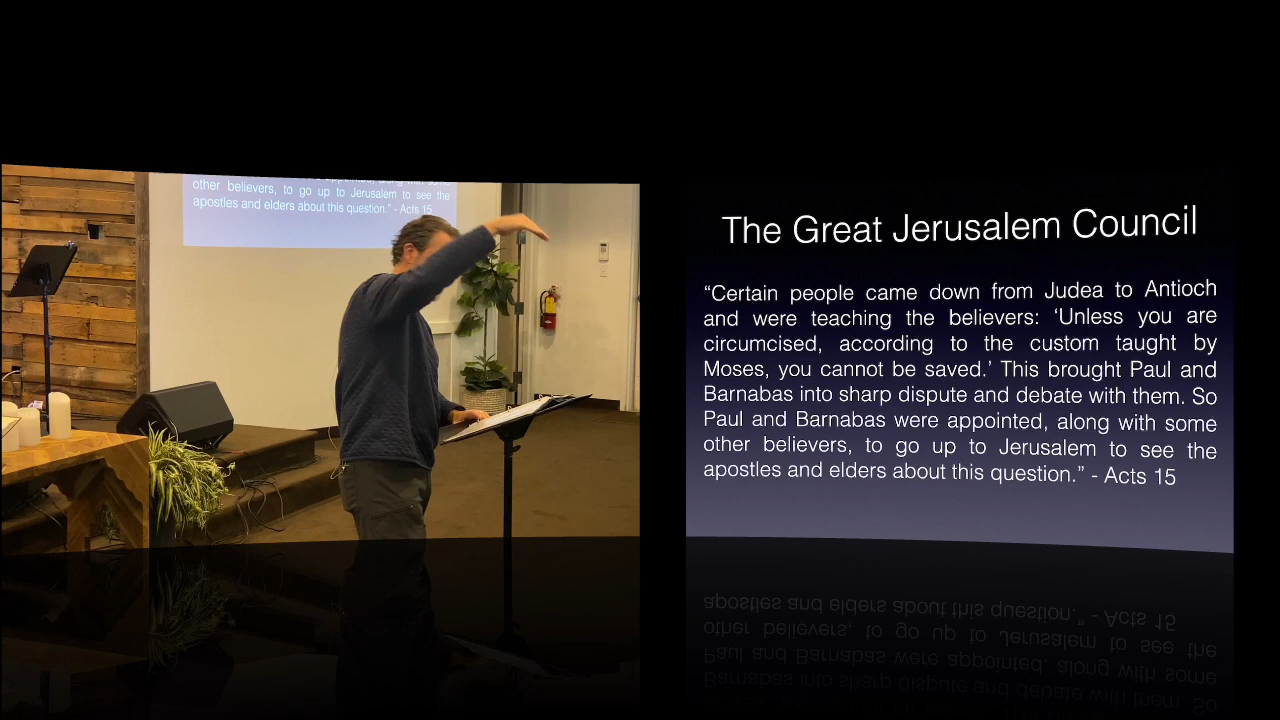 other believers, to go up to Jerusalem to see the
apostles and elders about this question.” - Acts 15
The Great Jerusalem Council
“Certain people came down from Judea to Antioch
and were teaching the believers: ‘Unless you are
circumcised, according to the custom taught by
Moses, you cannot be saved.’ This brought Paul and
Barnabas into sharp dispute and debate with them. So
Paul and Barnabas were appointed, along with some
other believers, to go up to Jerusalem to see the
apostles and elders about this question.” - Acts 15